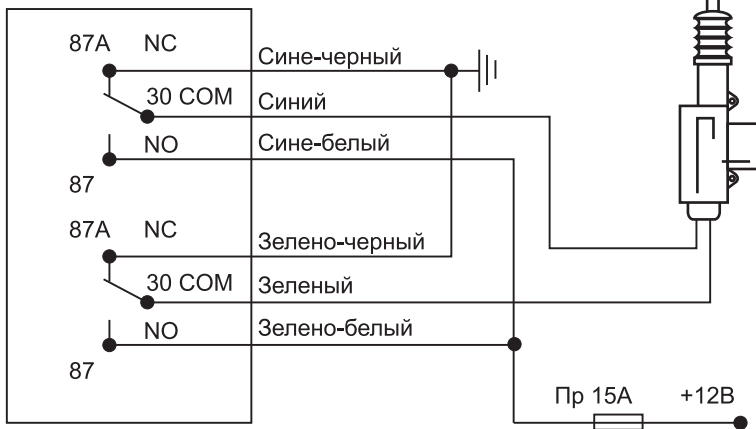 87A NC
Сине-черный
30 COM
Синий
NO
Сине-белый
87
87A NC
Зелено-черный
30 COM
Зеленый
NO
Зелено-белый
87
Пр 15А +12В